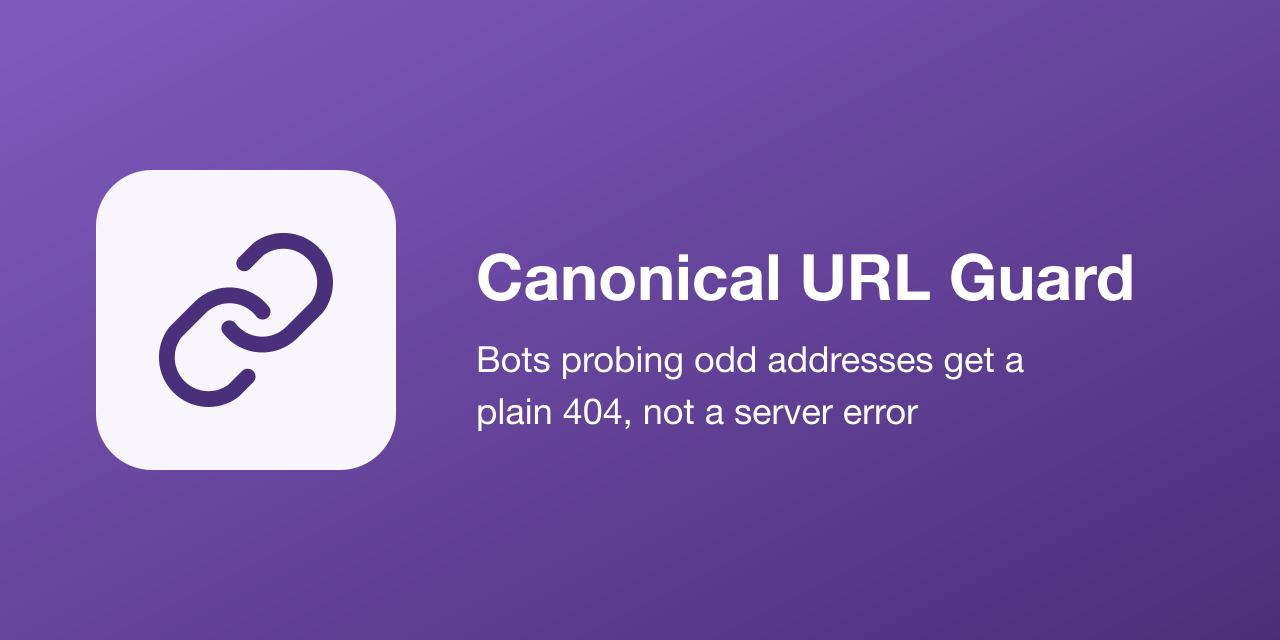 Canonical URL Guard
Bots probing odd addresses get a
plain 404, not a server error